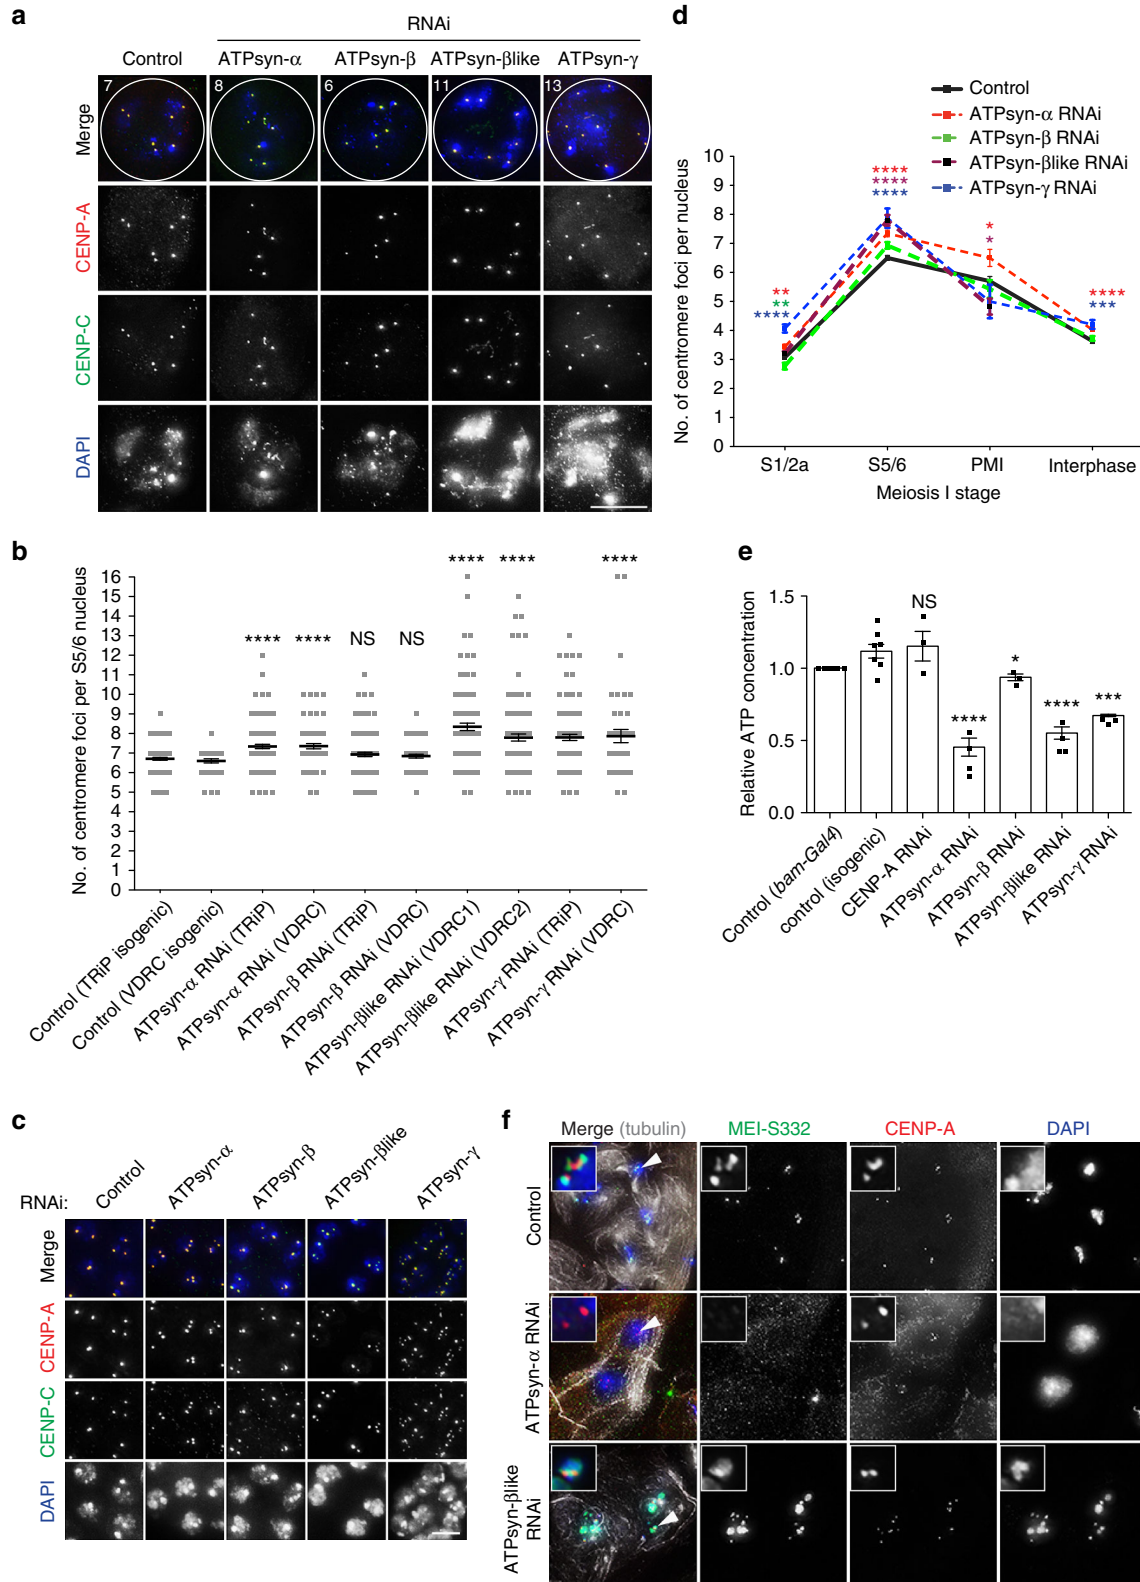 a
RNAi
Control ATPsyn-α ATPsyn-β ATPsyn-βlike ATPsyn-γ
7 8 6 11 13
Merge
CENP-A
CENP-C
DAPI
d
Control
ATPsyn-α RNAi
ATPsyn-β RNAi
ATPsyn-βlike RNAi
ATPsyn-γ RNAi
No. of centromere foci per nucleus
10
9
8
7
6
5
4
3
2
1
0
****
****
****
*
*
**
**
****
****
***
S1/2a S5/6 PMI Interphase
Meiosis I stage
b
No. of centromere foci per S5/6 nucleus
16
15
14
13
12
11
10
9
8
7
6
5
4
3
2
1
0
**** **** NS NS **** **** ****
Control (TRiP isogenic)
Control (VDRC isogenic)
ATPsyn-α RNAi (TRiP)
ATPsyn-α RNAi (VDRC)
ATPsyn-β RNAi (TRiP)
ATPsyn-β RNAi (VDRC)
ATPsyn-βlike RNAi (VDRC1)
ATPsyn-βlike RNAi (VDRC2)
ATPsyn-γ RNAi (TRiP)
ATPsyn-γ RNAi (VDRC)
e
Relative ATP concentration
1.5
1.0
0.5
0.0
NS **** * **** ***
Control (bam-Gal4)
control (isogenic)
CENP-A RNAi
ATPsyn-α RNAi
ATPsyn-β RNAi
ATPsyn-βlike RNAi
ATPsyn-γ RNAi
c
RNAi: Control ATPsyn-α ATPsyn-β ATPsyn-βlike ATPsyn-γ
Merge
CENP-A
CENP-C
DAPI
f
Merge (tubulin) MEI-S332 CENP-A DAPI
Control
ATPsyn-α RNAi
ATPsyn-βlike
RNAi